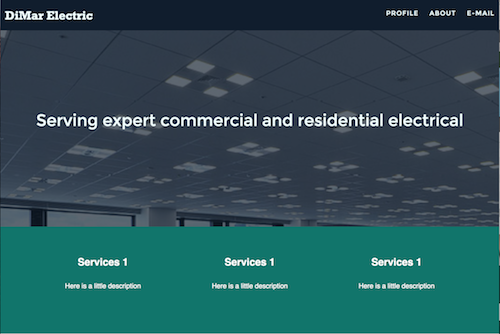 DiMar Electric
PROFILE ABOUT E-MAIL
Serving expert commercial and residential electrical
Services 1 Services 1 Services 1
Here is a little description Here is a little description Here is a little description